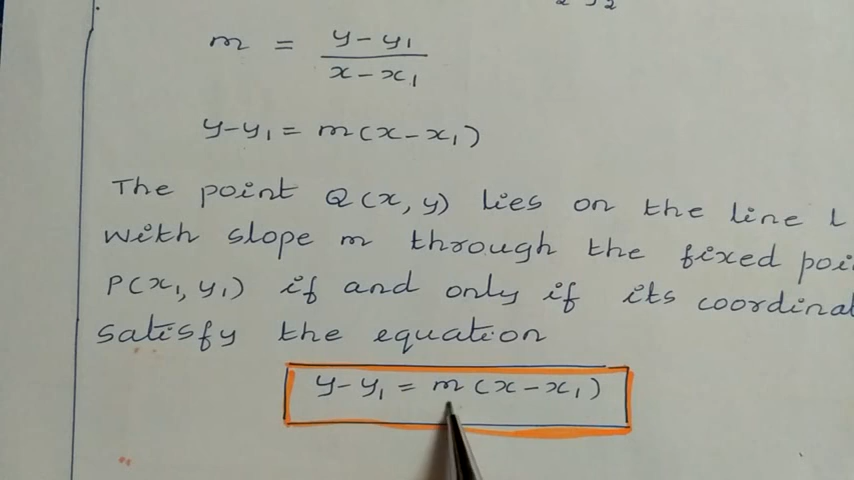 m = y-y₁ / x-x₁
y-y₁ = m(x-x₁)
The point Q(x, y) lies on the line L
with slope m through the fixed
P(x₁, y₁) if and only if its
satisfy the equation
y-y₁ = m(x-x₁)